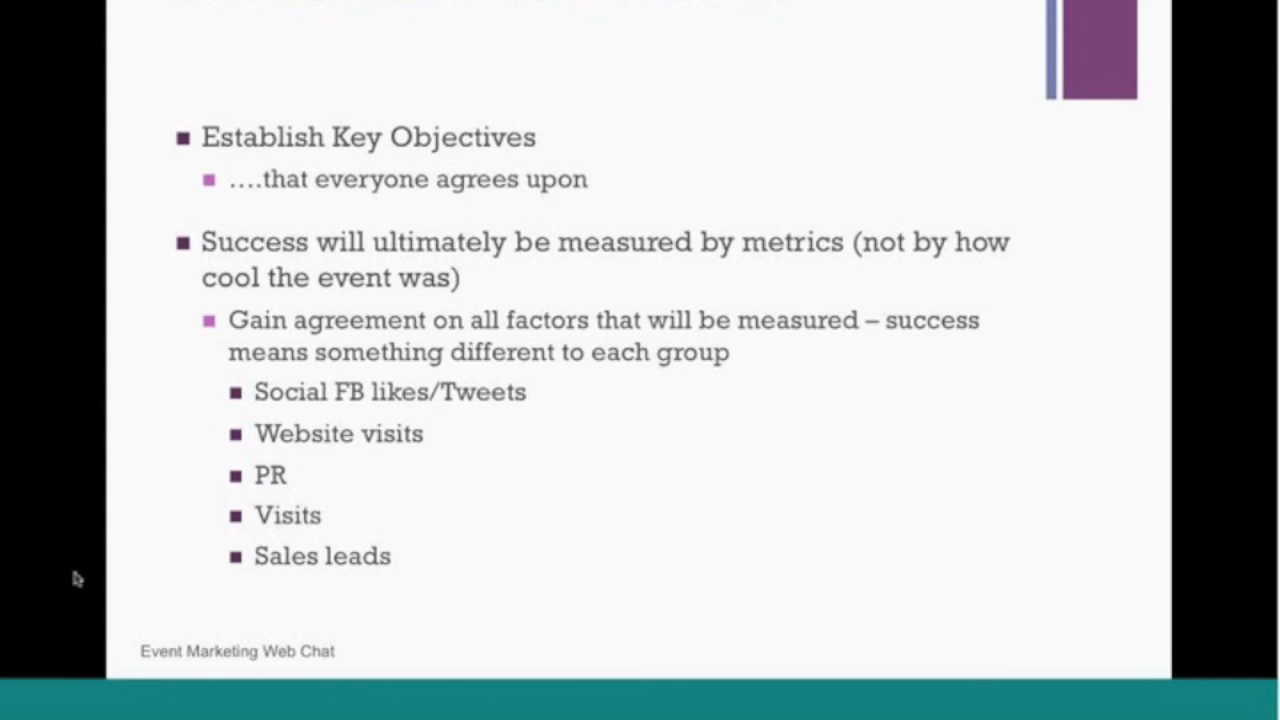 Establish Key Objectives
....that everyone agrees upon
Success will ultimately be measured by metrics (not by how
cool the event was)
Gain agreement on all factors that will be measured – success
means something different to each group
Social FB likes/Tweets
Website visits
PR
Visits
Sales leads
Event Marketing Web Chat